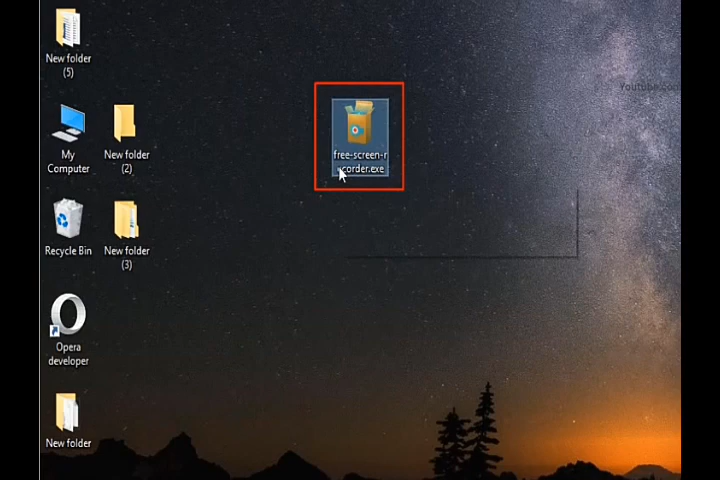 New folder
(5)
Youtube.com
My
Computer
New folder
(2)
free-screen-r
ecorder.exe
Recycle Bin
New folder
(3)
Opera
developer
New folder